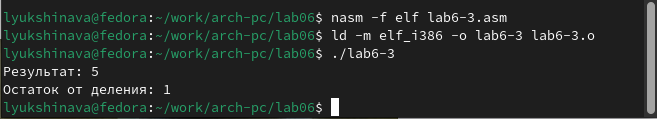 lyukshinava@fedora:~/work/arch-pc/lab06$ nasm -f elf lab6-3.asm
lyukshinava@fedora:~/work/arch-pc/lab06$ ld -m elf_i386 -o lab6-3 lab6-3.o
lyukshinava@fedora:~/work/arch-pc/lab06$ ./lab6-3
Результат: 5
Остаток от деления: 1
lyukshinava@fedora:~/work/arch-pc/lab06$